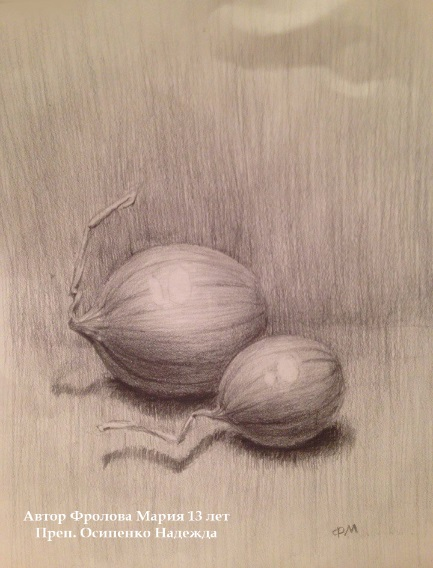 ФМ
Автор Фролова Мария 13 лет
Преп. Осипенко Надежда